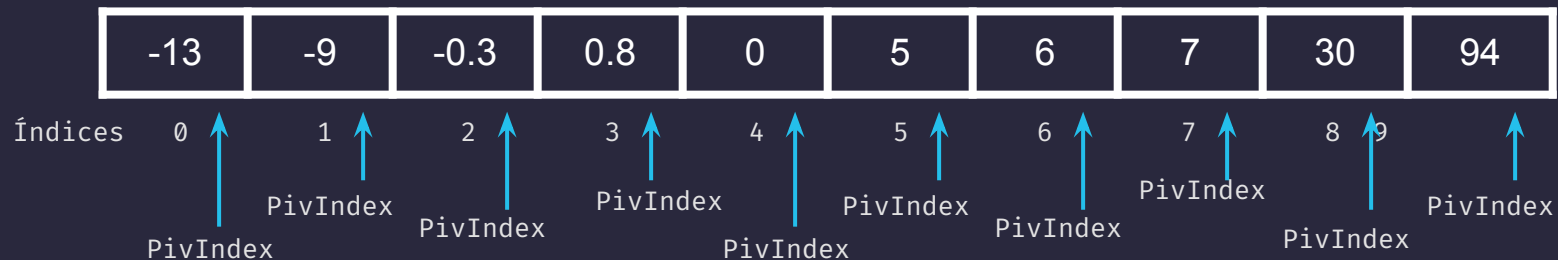 -13 -9 -0.3 0.8 0 5 6 7 30 94
Índices 0 1 2 3 4 5 6 7 8 9
PivIndex PivIndex PivIndex PivIndex PivIndex PivIndex PivIndex PivIndex PivIndex PivIndex